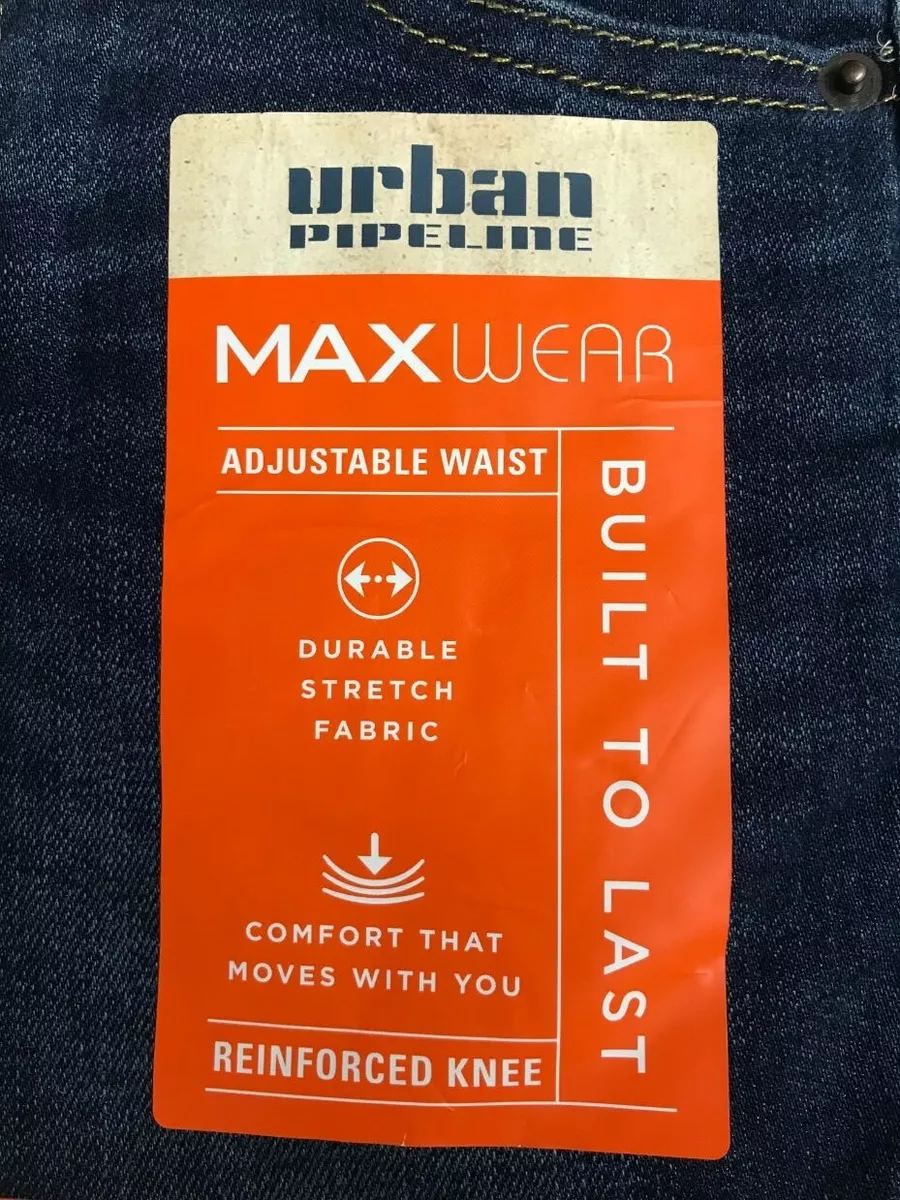 urban
PIPELINE
MAXWEAR
ADJUSTABLE WAIST
DURABLE
STRETCH
FABRIC
COMFORT THAT
MOVES WITH YOU
REINFORCED KNEE
BUILT TO LAST